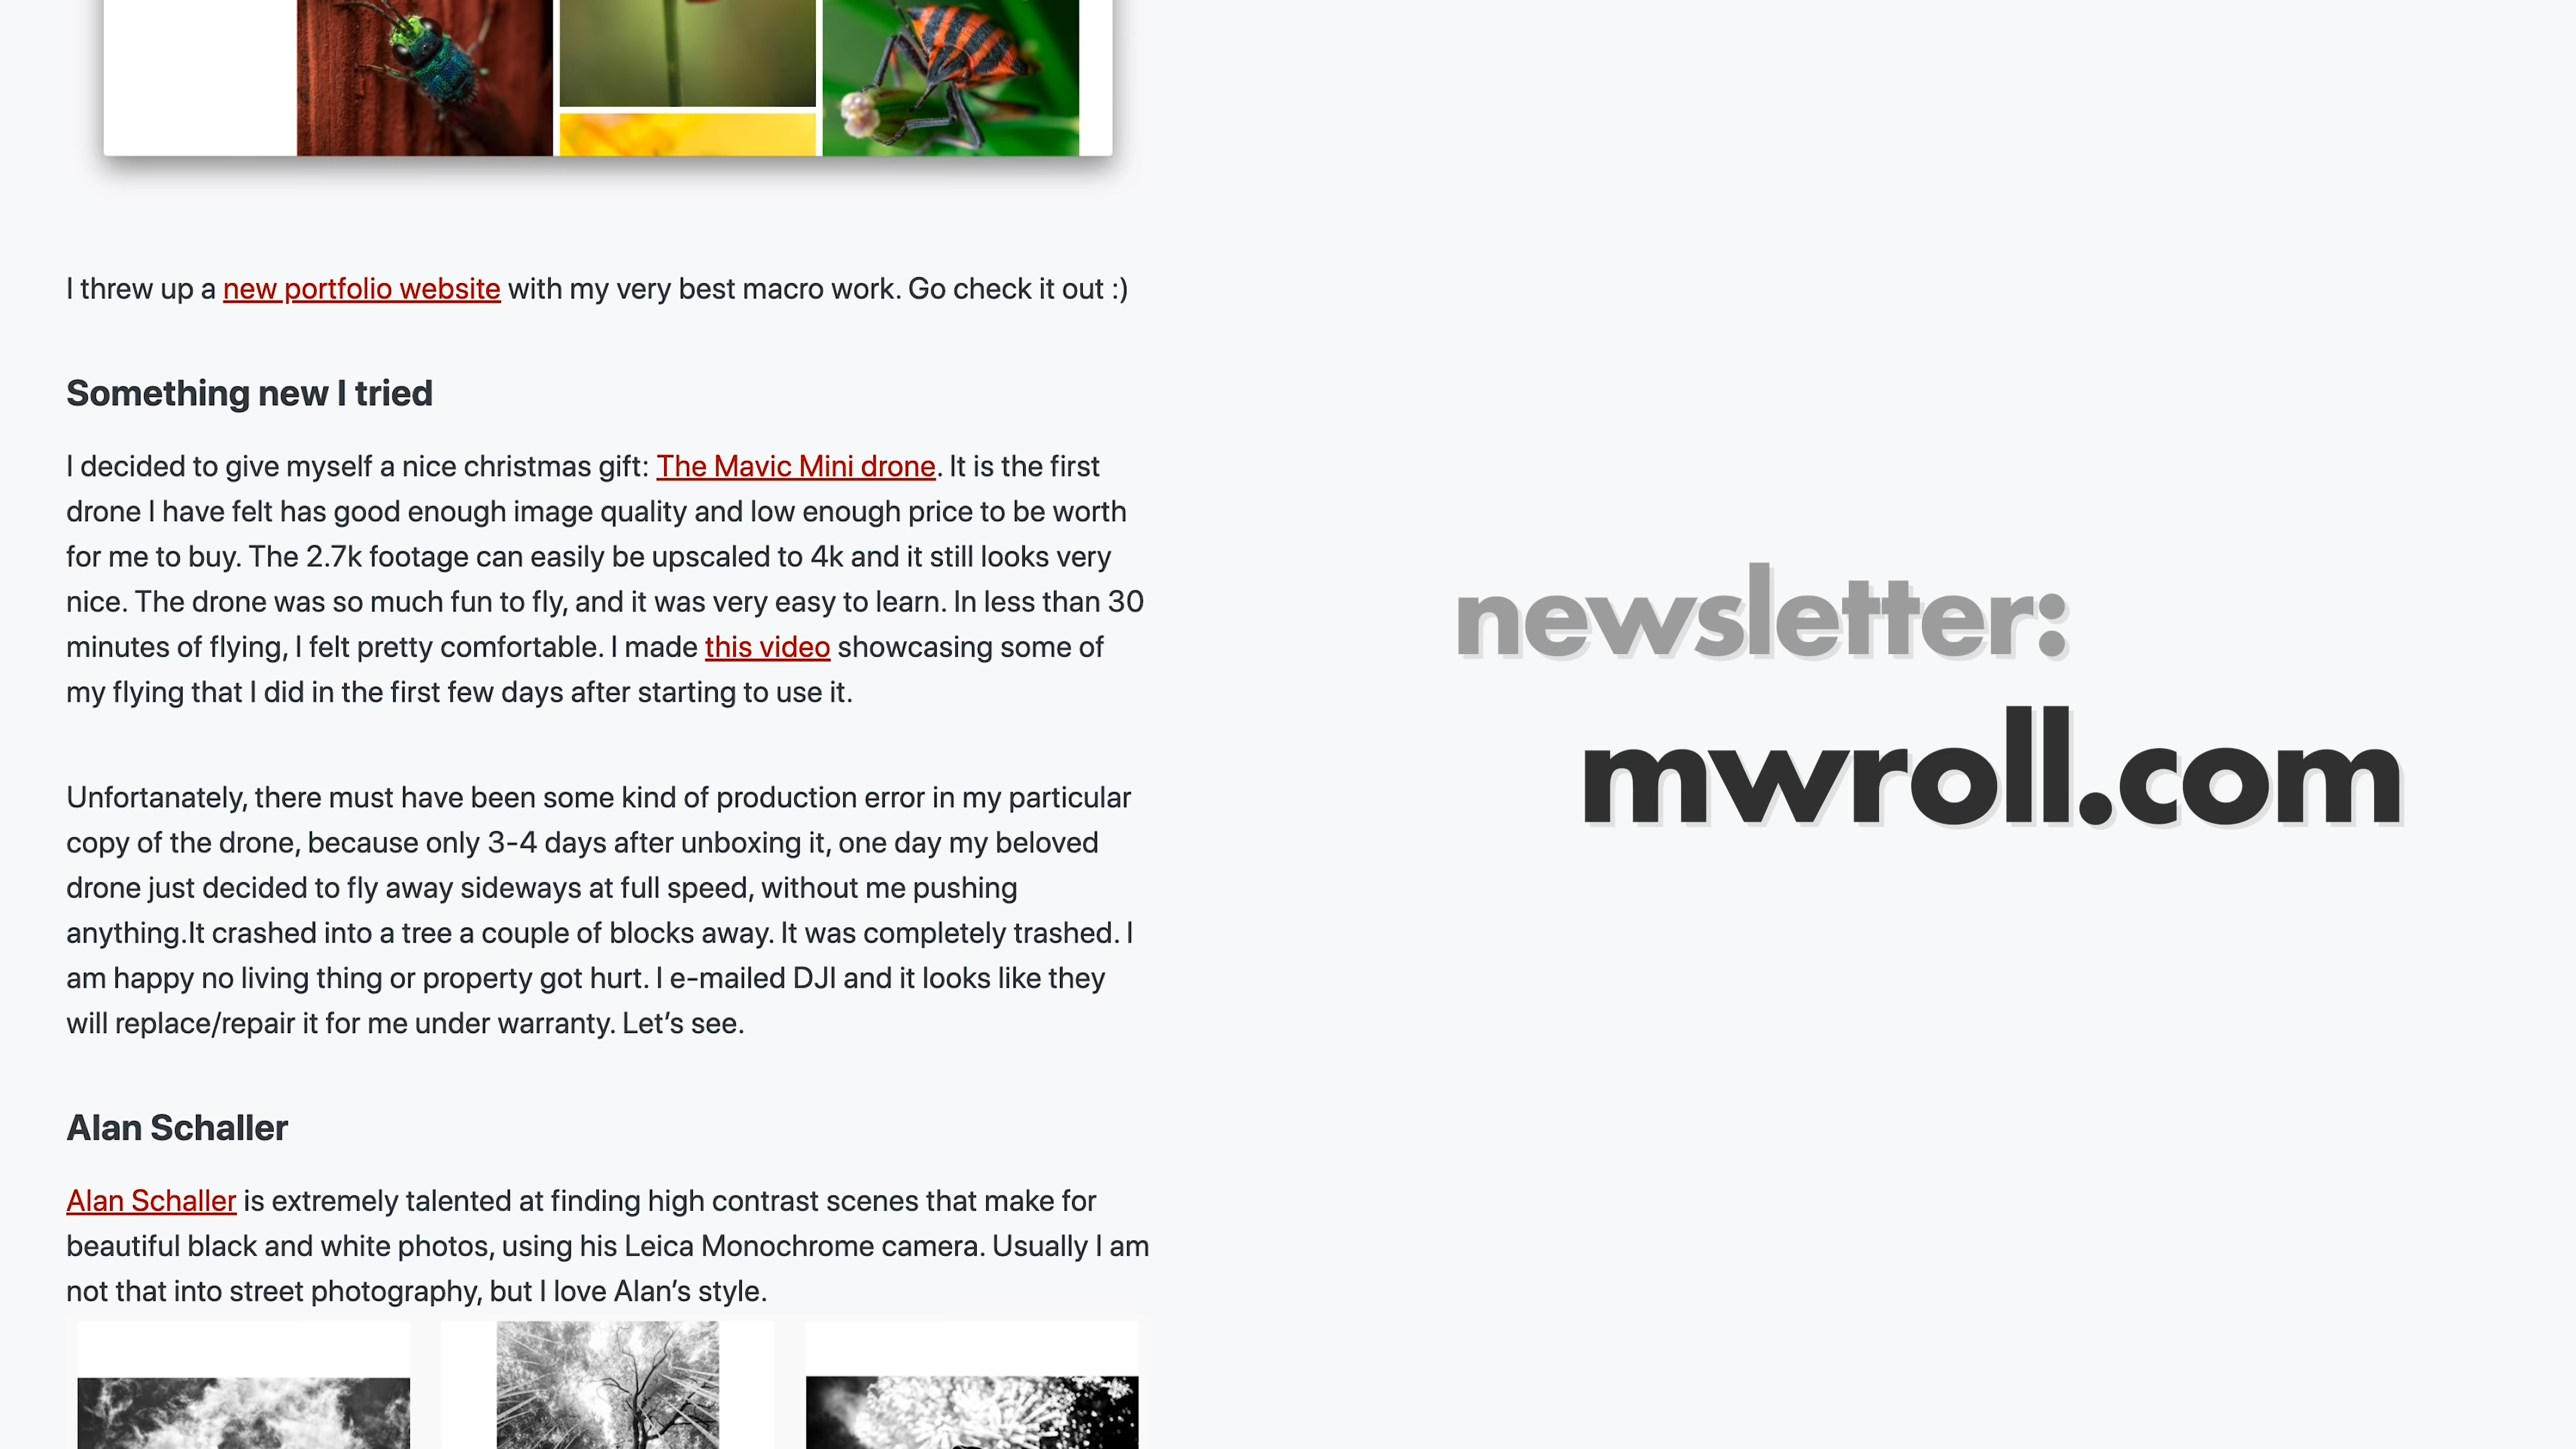 I threw up a new portfolio website with my very best macro work. Go check it out :)
Something new I tried
I decided to give myself a nice christmas gift: The Mavic Mini drone. It is the first
drone I have felt has good enough image quality and low enough price to be worth
for me to buy. The 2.7k footage can easily be upscaled to 4k and it still looks very
nice. The drone was so much fun to fly, and it was very easy to learn. In less than 30
minutes of flying, I felt pretty comfortable. I made this video showcasing some of
my flying that I did in the first few days after starting to use it.
Unfortanately, there must have been some kind of production error in my particular
copy of the drone, because only 3-4 days after unboxing it, one day my beloved
drone just decided to fly away sideways at full speed, without me pushing
anything.It crashed into a tree a couple of blocks away. It was completely trashed. I
am happy no living thing or property got hurt. I e-mailed DJI and it looks like they
will replace/repair it for me under warranty. Let’s see.
Alan Schaller
Alan Schaller is extremely talented at finding high contrast scenes that make for
beautiful black and white photos, using his Leica Monochrome camera. Usually I am
not that into street photography, but I love Alan’s style.
newsletter:
mwroll.com